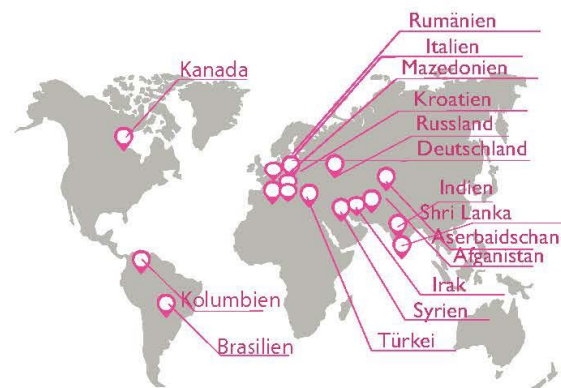 Rumänien
Italien
Mazedonien
Kanada
Kroatien
Russland
Deutschland
Indien
Shri Lanka
Aserbaidschan
Afganistan
Irak
Kolumbien
Syrien
Türkei
Brasilien